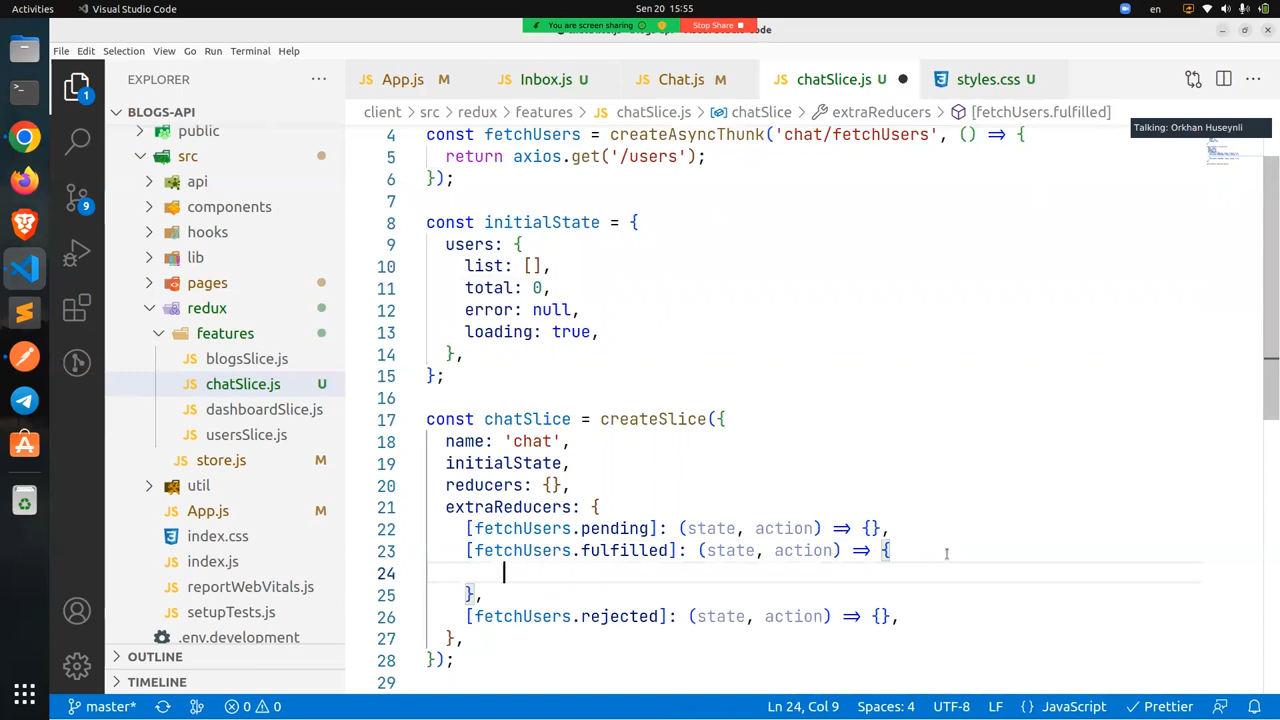 Activities
Visual Studio Code
Sen 20 15:55
en
You are screen sharing
Stop Share
File Edit Selection View Go Run Terminal Help
EXPLORER
App.js M
Inbox.js U
Chat.js M
chatSlice.js U
styles.css U
BLOGS-API
client > src > redux > features > chatSlice.js > chatSlice > extraReducers > [fetchUsers.fulfilled]
Talking: Orkhan Huseynli
public
src
api
components
hooks
lib
pages
redux
features
blogsSlice.js
chatSlice.js U
dashboardSlice.js
usersSlice.js
store.js M
util
App.js M
index.css
index.js
reportWebVitals.js
setupTests.js
.env.development
OUTLINE
TIMELINE
1
9
4 const fetchUsers = createAsyncThunk('chat/fetchUsers', () => {
5 return axios.get('/users');
6 });
7
8 const initialState = {
9 users: {
10 list: [],
11 total: 0,
12 error: null,
13 loading: true,
14 },
15 };
16
17 const chatSlice = createSlice({
18 name: 'chat',
19 initialState,
20 reducers: {},
21 extraReducers: {
22 [fetchUsers.pending]: (state, action) => {},
23 [fetchUsers.fulfilled]: (state, action) => {
24
25 },
26 [fetchUsers.rejected]: (state, action) => {},
27 },
28 });
29
master*
0 0
Ln 24, Col 9
Spaces: 4
UTF-8
LF
{ } JavaScript
Prettier